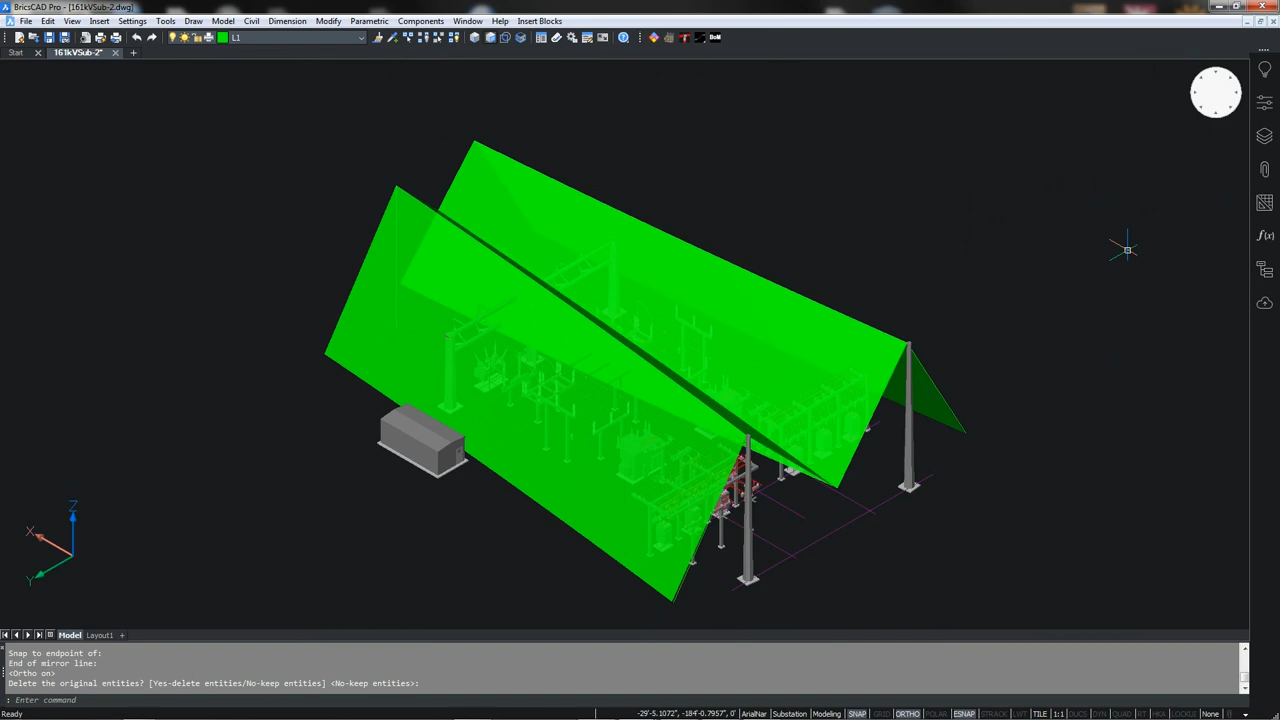 BricsCAD Pro - [161kVSub-2.dwg]
File Edit View Insert Settings Tools Draw Model Civil Dimension Modify Parametric Components Window Help Insert Blocks
L1
BoM
Start 161kVSub-2*
f(x)
X
Y
Z
Model Layout1 +
Snap to endpoint of:
End of mirror line:
<Ortho on>
Delete the original entities? [Yes-delete entities/No-keep entities] <No-keep entities>:
: Enter command
Ready -29'-5.1072", -184'-0.7957", 0' ArialNar Substation Modeling SNAP GRID ORTHO POLAR ESNAP STRACK LWT TILE 1:1 DUCS DYN QUAD RT HKA LOCKUI None